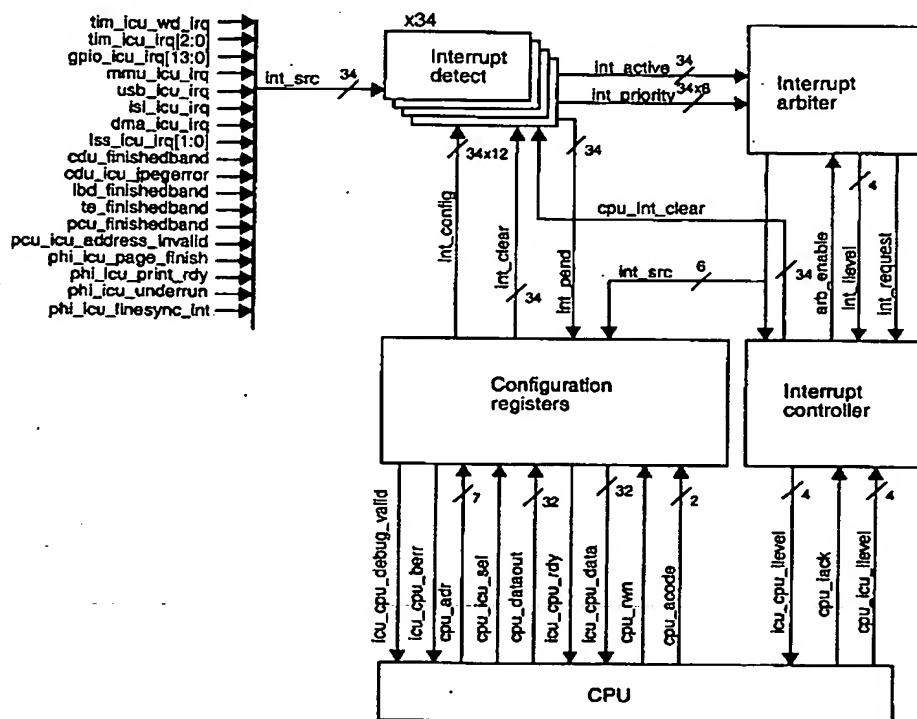 tim_icu_wd_irq
tim_icu_irq[2:0]
gpio_icu_irq[13:0]
mmu_icu_irq
usb_icu_irq
isi_icu_irq
dma_icu_irq
lss_icu_irq[1:0]
cdu_finishedband
cdu_icu_jpegerror
lbd_finishedband
te_finishedband
pcu_finishedband
pcu_icu_address_invalid
phi_icu_page_finish
phi_icu_print_rdy
phi_icu_underrun
phi_icu_finesync_int
int_src
34
x34
Interrupt
detect
int_active
34
int_priority
34x8
Interrupt
arbiter
34x12
int_config
int_clear
34
int_pend
34
cpu_int_clear
34
int_src
6
arb_enable
int_ilevel
4
int_request
Configuration
registers
Interrupt
controller
icu_cpu_debug_valid
icu_cpu_berr
cpu_adr
7
cpu_icu_sel
cpu_dataout
32
icu_cpu_rdy
icu_cpu_data
32
cpu_rwn
cpu_acode
2
icu_cpu_ilevel
4
cpu_iack
cpu_icu_ilevel
4
CPU